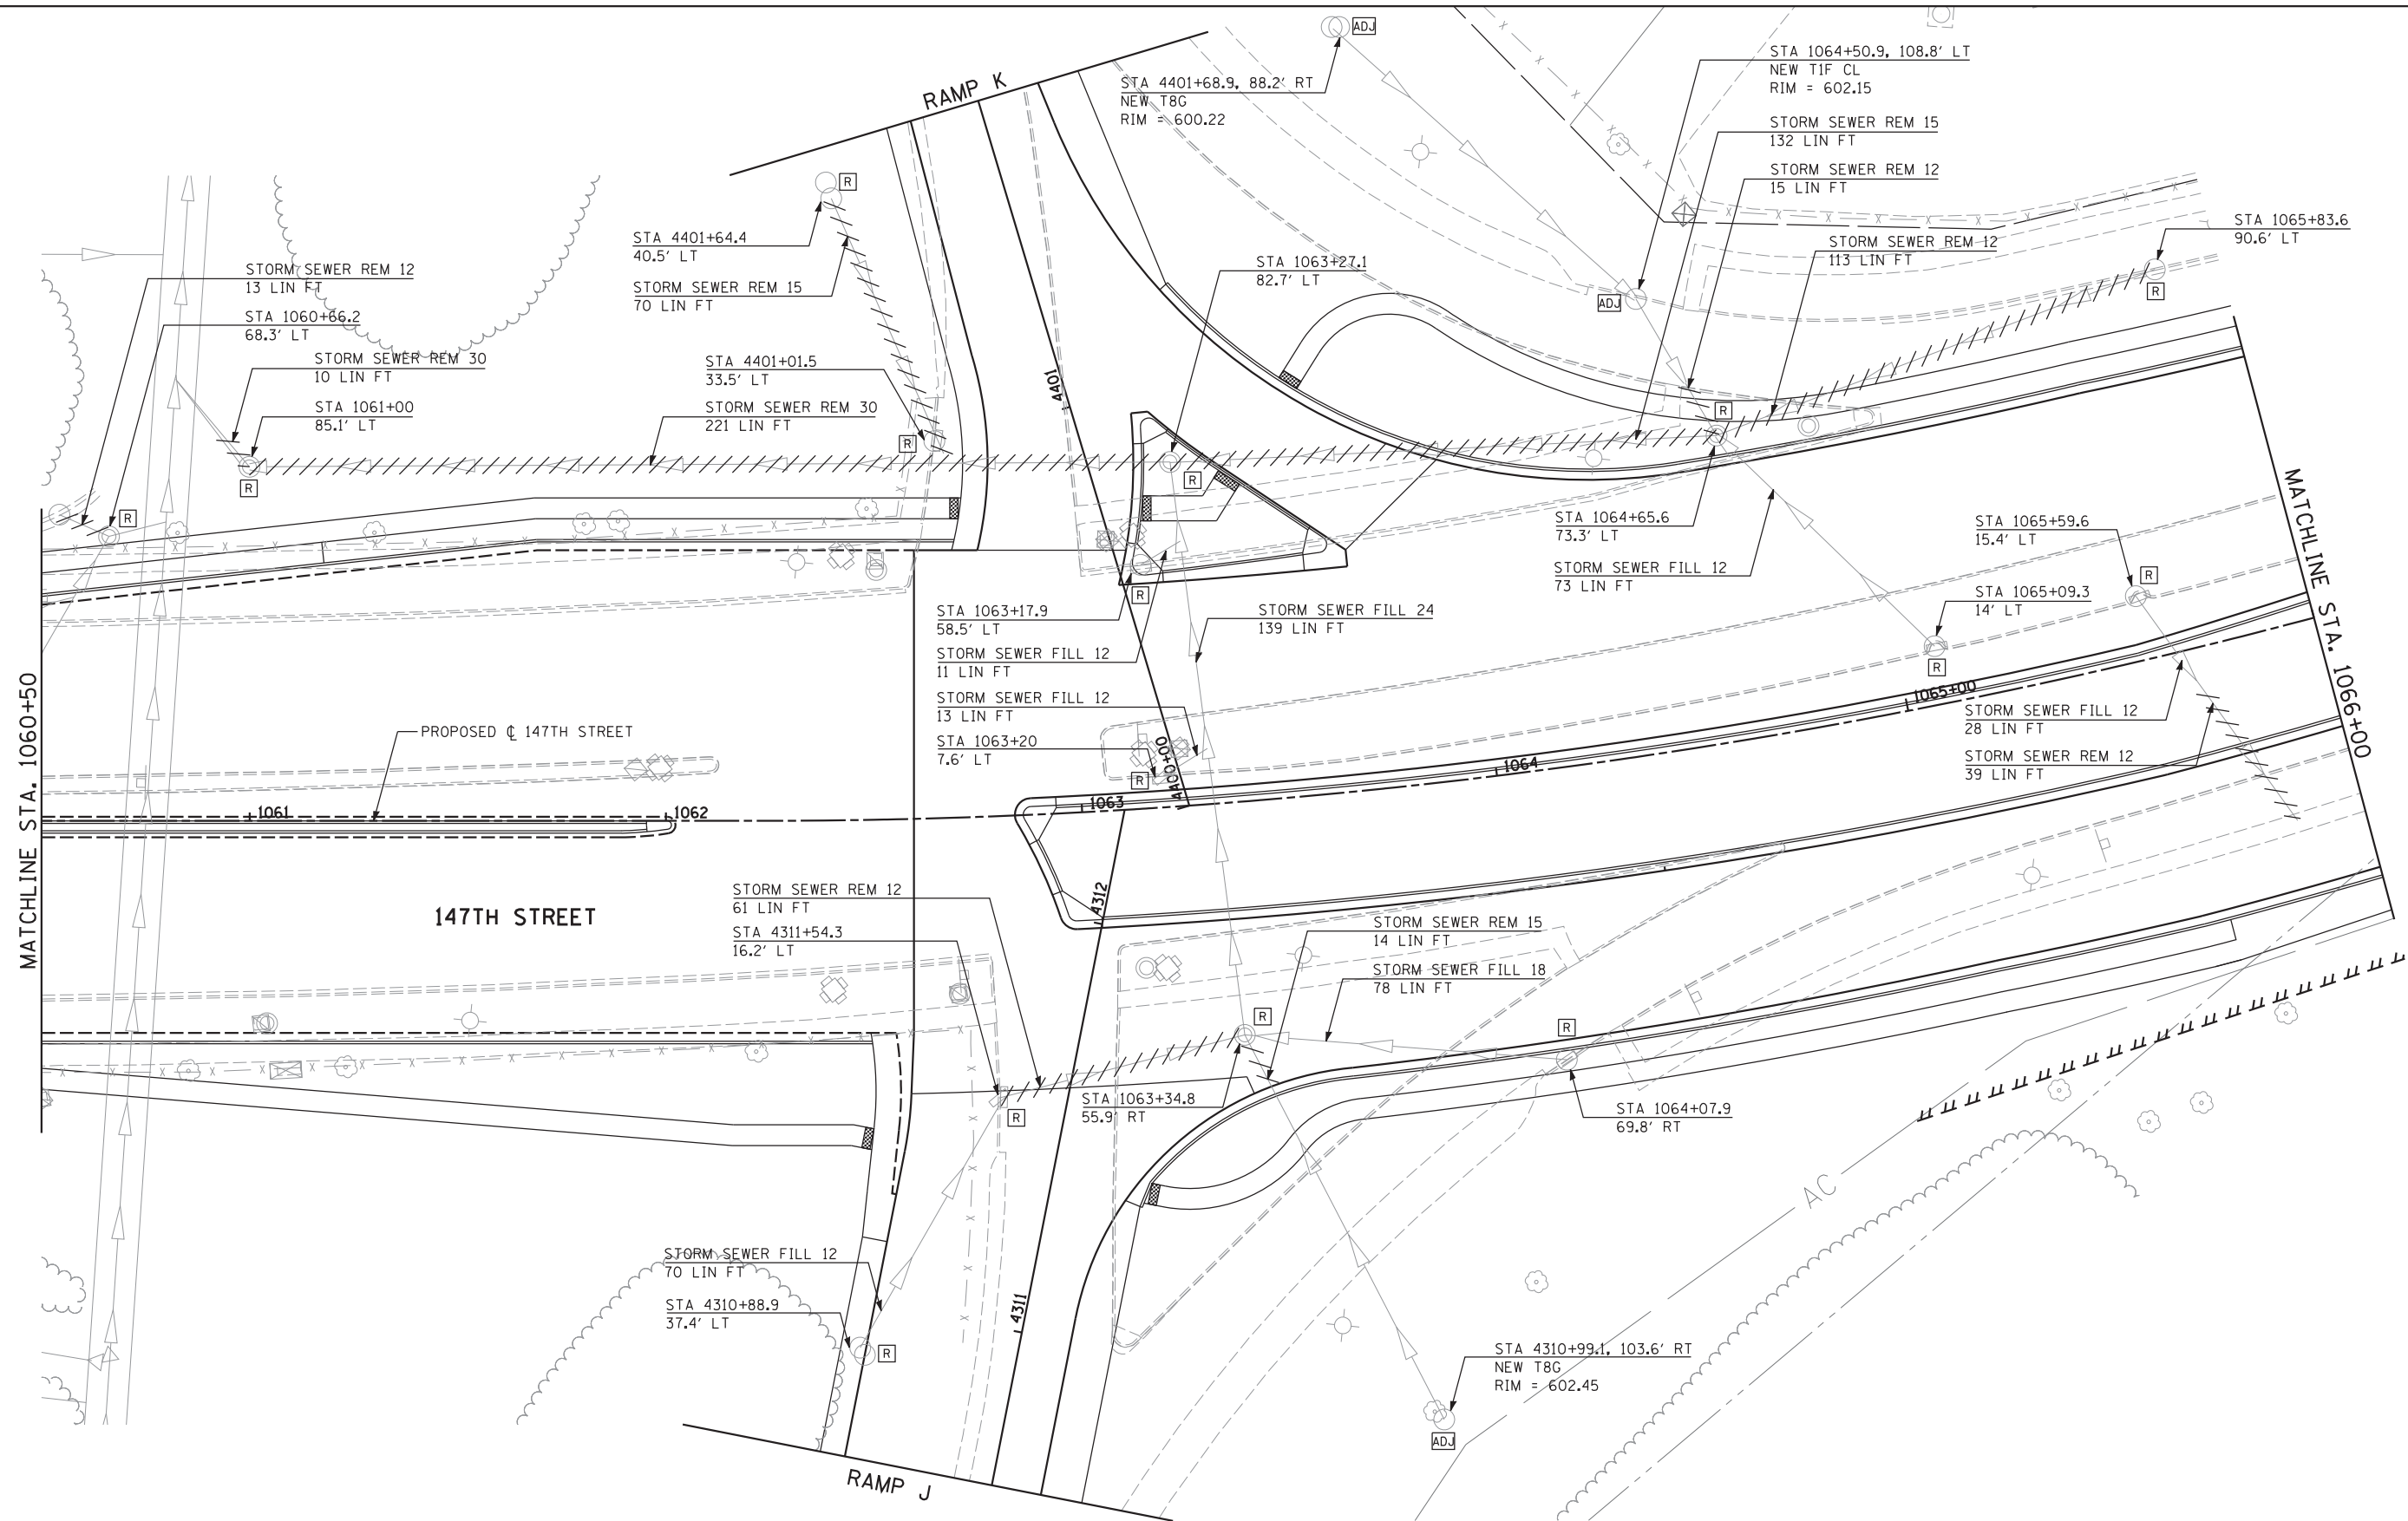 ADJ
RAMP K
STA 4401+68.9, 88.2' RT
NEW T8G
RIM = 600.22
STA 1064+50.9, 108.8' LT
NEW T1F CL
RIM = 602.15
STORM SEWER REM 15
132 LIN FT
STORM SEWER REM 12
15 LIN FT
R
STA 4401+64.4
40.5' LT
STORM SEWER REM 15
70 LIN FT
STA 1063+27.1
82.7' LT
STORM SEWER REM 12
113 LIN FT
STA 1065+83.6
90.6' LT
R
ADJ
STORM SEWER REM 12
13 LIN FT
STA 1060+66.2
68.3' LT
STORM SEWER REM 30
10 LIN FT
STA 1061+00
85.1' LT
STA 4401+01.5
33.5' LT
STORM SEWER REM 30
221 LIN FT
4401
R
R
R
R
R
STA 1064+65.6
73.3' LT
STORM SEWER FILL 12
73 LIN FT
STA 1065+59.6
15.4' LT
R
STA 1065+09.3
14' LT
R
MATCHLINE STA. 1066+00
STA 1063+17.9
58.5' LT
R
STORM SEWER FILL 12
11 LIN FT
STORM SEWER FILL 24
139 LIN FT
STORM SEWER FILL 12
13 LIN FT
STA 1063+20
7.6' LT
R
4400+00
1065+00
STORM SEWER FILL 12
28 LIN FT
STORM SEWER REM 12
39 LIN FT
MATCHLINE STA. 1060+50
PROPOSED ℄ 147TH STREET
1061
1062
1063
1064
147TH STREET
STORM SEWER REM 12
61 LIN FT
STA 4311+54.3
16.2' LT
4312
STORM SEWER REM 15
14 LIN FT
STORM SEWER FILL 18
78 LIN FT
R
R
R
STA 1063+34.8
55.9' RT
STA 1064+07.9
69.8' RT
AC
STORM SEWER FILL 12
70 LIN FT
STA 4310+88.9
37.4' LT
R
4311
STA 4310+99.1, 103.6' RT
NEW T8G
RIM = 602.45
ADJ
RAMP J